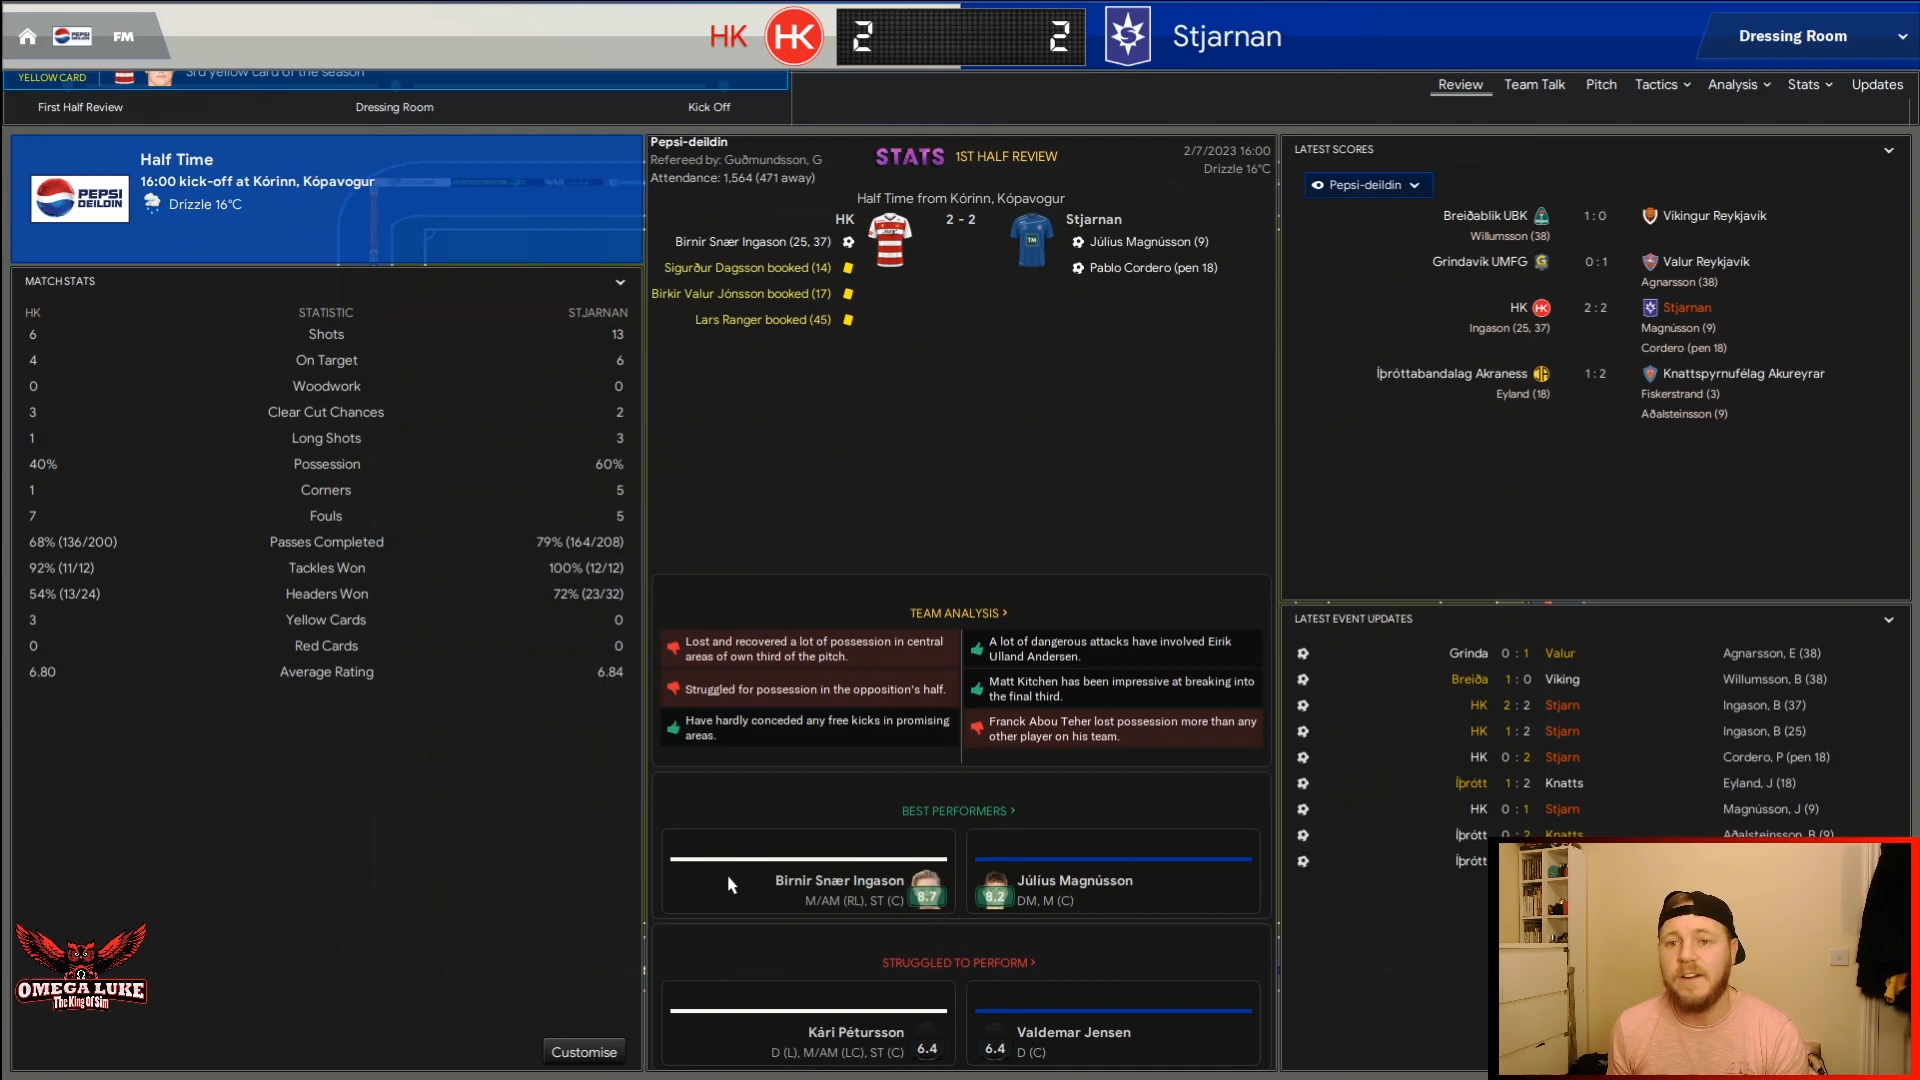 FM
HK
HK
2
2
Stjarnan
Dressing Room
YELLOW CARD
3rd yellow card of the season
First Half Review
Dressing Room
Kick Off
Review
Team Talk
Pitch
Tactics
Analysis
Stats
Updates
Half Time
16:00 kick-off at Kórinn, Kópavogur
Drizzle 16°C
PEPSI
DEILDIN
MATCH STATS
HK STATISTIC STJARNAN
6 Shots 13
4 On Target 6
0 Woodwork 0
3 Clear Cut Chances 2
1 Long Shots 3
40% Possession 60%
1 Corners 5
7 Fouls 5
68% (136/200) Passes Completed 79% (164/208)
92% (11/12) Tackles Won 100% (12/12)
54% (13/24) Headers Won 72% (23/32)
3 Yellow Cards 0
0 Red Cards 0
6.80 Average Rating 6.84
Customise
OMEGA LUKE
The King Of Sim
Pepsi-deildin
Refereed by: Guðmundsson, G
Attendance: 1,564 (471 away)
STATS 1ST HALF REVIEW
2/7/2023 16:00
Drizzle 16°C
Half Time from Kórinn, Kópavogur
HK 2 - 2 Stjarnan
Birnir Snær Ingason (25, 37)
Sigurður Dagsson booked (14)
Birkir Valur Jónsson booked (17)
Lars Ranger booked (45)
TM
Júlíus Magnússon (9)
Pablo Cordero (pen 18)
TEAM ANALYSIS >
Lost and recovered a lot of possession in central
areas of own third of the pitch.
Struggled for possession in the opposition's half.
Have hardly conceded any free kicks in promising
areas.
A lot of dangerous attacks have involved Eirik
Ulland Andersen.
Matt Kitchen has been impressive at breaking into
the final third.
Franck Abou Teher lost possession more than any
other player on his team.
BEST PERFORMERS >
Birnir Snær Ingason
M/AM (RL), ST (C)
8.7
Júlíus Magnússon
8.2 DM, M (C)
STRUGGLED TO PERFORM >
Kári Pétursson
D (L), M/AM (LC), ST (C)
6.4
Valdemar Jensen
6.4 D (C)
LATEST SCORES
Pepsi-deildin
Breiðablik UBK 1 : 0 Víkingur Reykjavík
Willumsson (38)
Grindavík UMFG 0 : 1 Valur Reykjavík
Agnarsson (38)
HK HK 2 : 2 Stjarnan
Ingason (25, 37) Magnússon (9)
Cordero (pen 18)
Íþróttabandalag Akraness 1 : 2 Knattspyrnufélag Akureyrar
Eyland (18) Fiskerstrand (3)
Aðalsteinsson (9)
LATEST EVENT UPDATES
Grinda 0 : 1 Valur Agnarsson, E (38)
Breiða 1 : 0 Víking Willumsson, B (38)
HK 2 : 2 Stjarn Ingason, B (37)
HK 1 : 2 Stjarn Ingason, B (25)
HK 0 : 2 Stjarn Cordero, P (pen 18)
Íþrótt 1 : 2 Knatts Eyland, J (18)
HK 0 : 1 Stjarn Magnússon, J (9)
Íþrótt 0 : 2 Knatts Aðalsteinsson, B (9)
Íþrótt